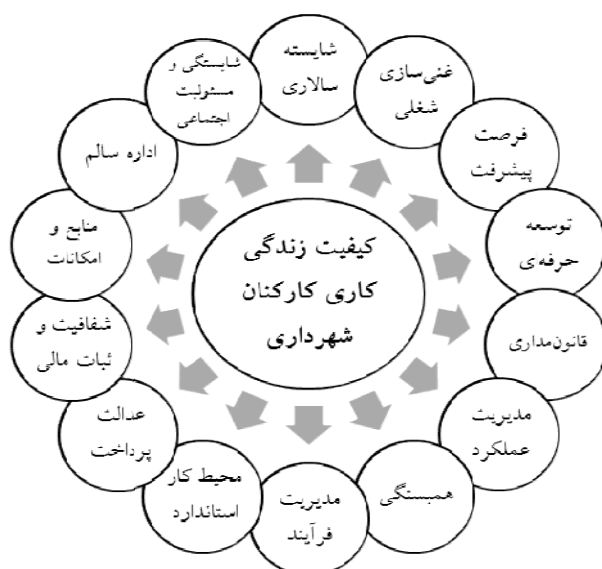 کیفیت زندگی
کاری کارکنان
شهرداری
شایسته
سالاری
غنی‌سازی
شغلی
فرصت
پیشرفت
توسعه
حرفه‌ی
قانون‌مداری
مدیریت
عملکرد
همبستگی
مدیریت
فرآیند
محیط کار
استاندارد
عدالت
پرداخت
شفافیت و
ثبات مالی
منابع و
امکانات
اداره سالم
شایستگی و
مسئولیت
اجتماعی